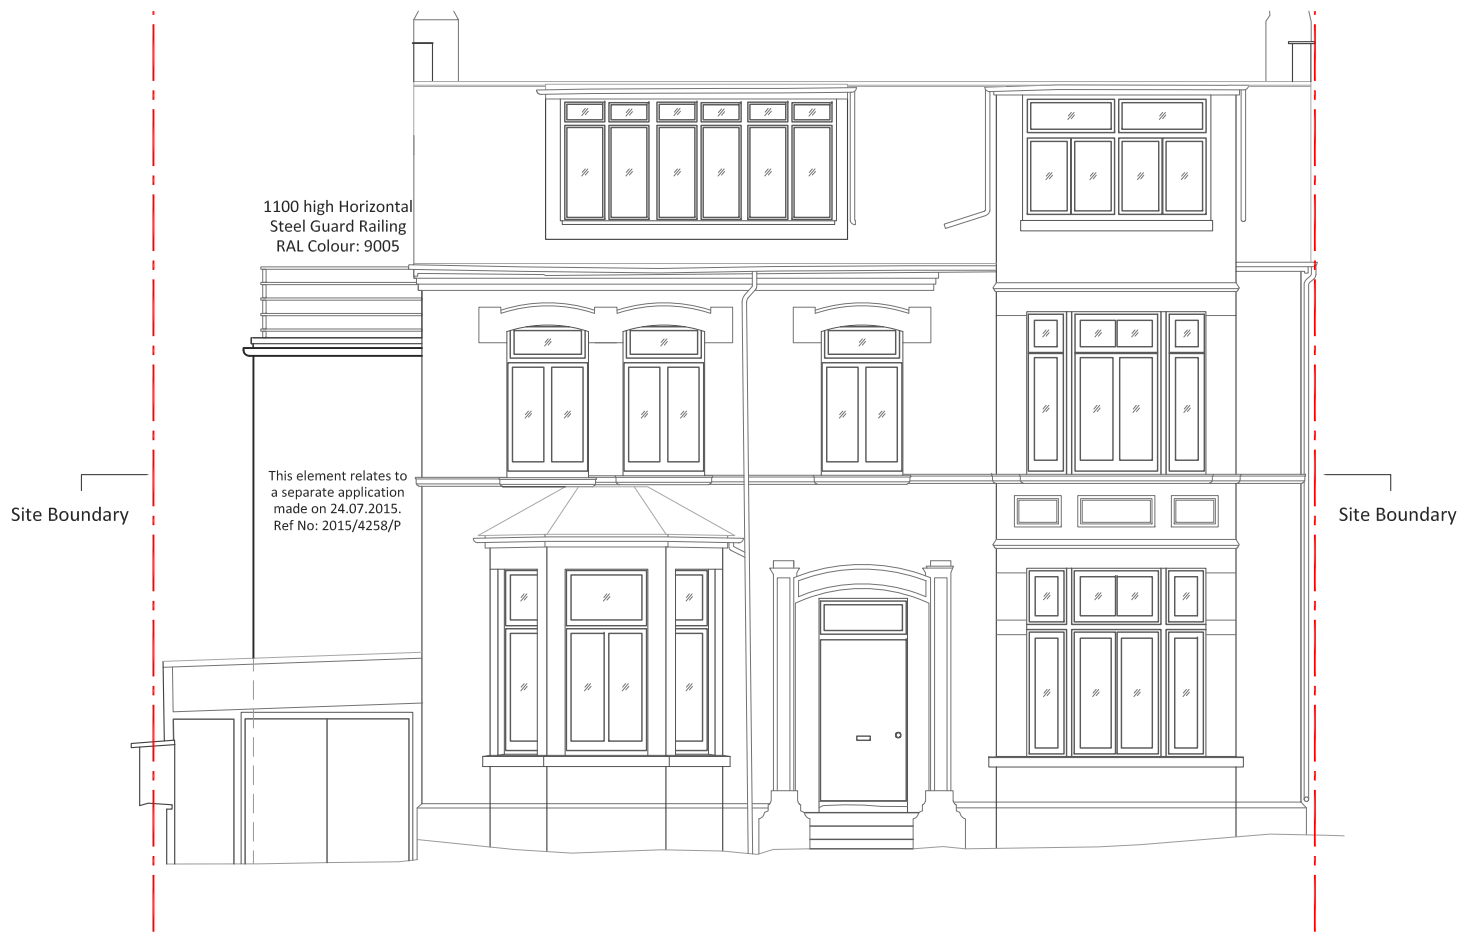 1100 high Horizontal
Steel Guard Railing
RAL Colour: 9005
This element relates to
a separate application
made on 24.07.2015.
Ref No: 2015/4258/P
Site Boundary
Site Boundary